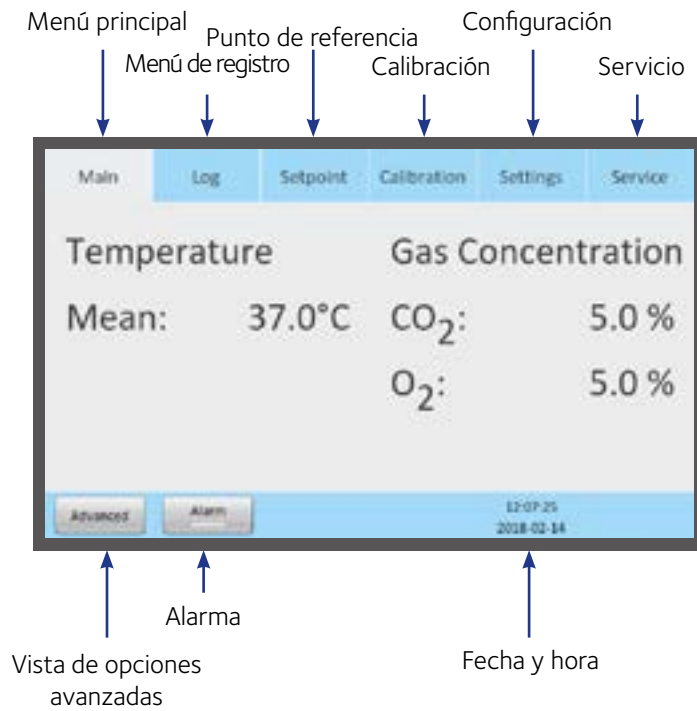 Menú principal
Punto de referencia
Configuración
Menú de registro
Calibración
Servicio
Main
Log
Setpoint
Calibration
Settings
Service
Temperature
Gas Concentration
Mean: 37.0°C
CO₂: 5.0 %
O₂: 5.0 %
Advanced
Alarm
12:07:25
2018-02-14
Alarma
Vista de opciones
avanzadas
Fecha y hora